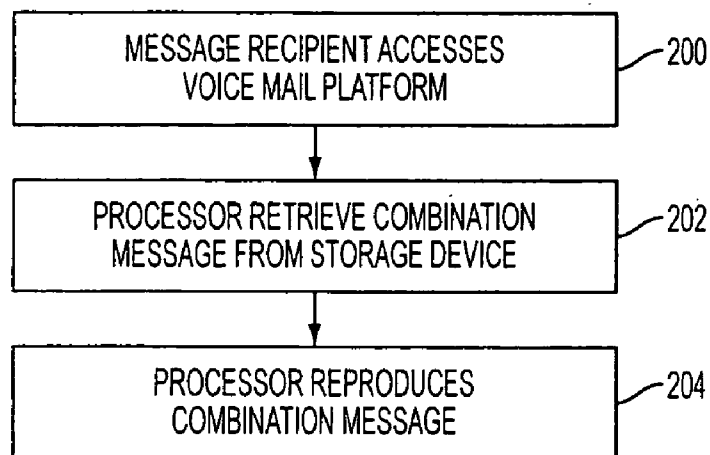 MESSAGE RECIPIENT ACCESSES
VOICE MAIL PLATFORM
200
PROCESSOR RETRIEVE COMBINATION
MESSAGE FROM STORAGE DEVICE
202
PROCESSOR REPRODUCES
COMBINATION MESSAGE
204